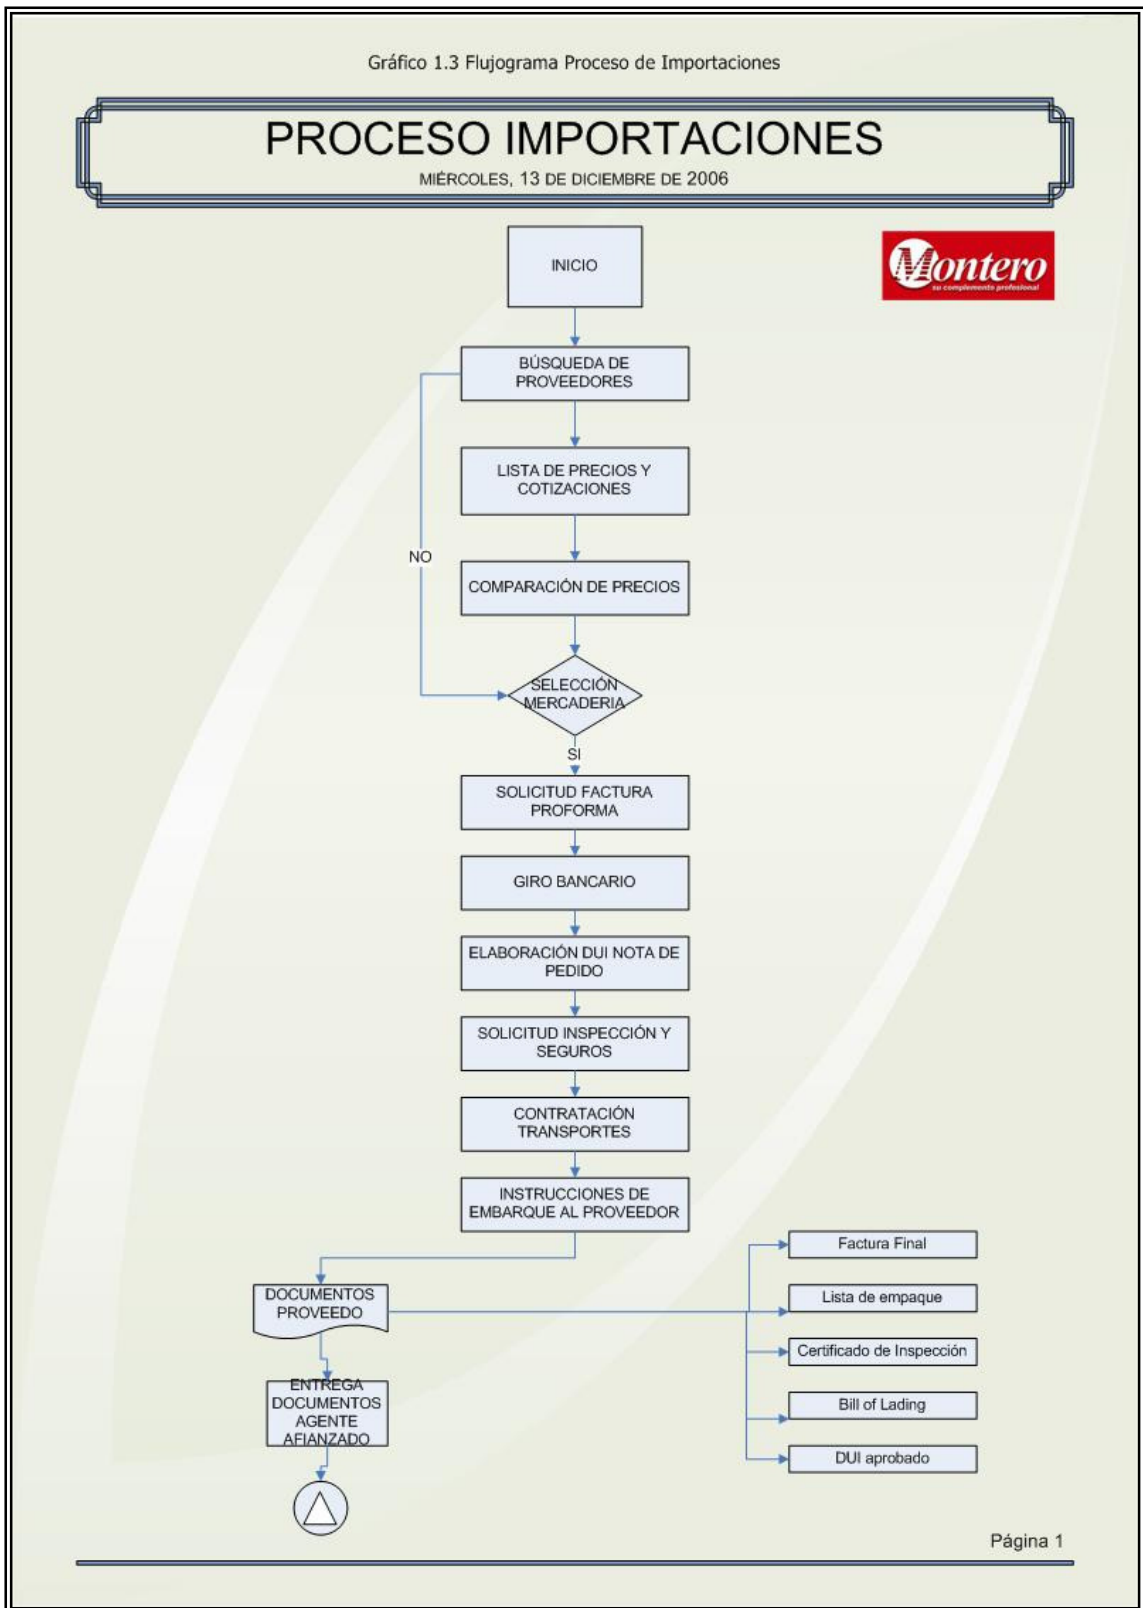 Gráfico 1.3 Flujograma Proceso de Importaciones
PROCESO IMPORTACIONES
MIÉRCOLES, 13 DE DICIEMBRE DE 2006
Montero
su complemento profesional
INICIO
BÚSQUEDA DE
PROVEEDORES
LISTA DE PRECIOS Y
COTIZACIONES
NO
COMPARACIÓN DE PRECIOS
SELECCIÓN
MERCADERIA
SI
SOLICITUD FACTURA
PROFORMA
GIRO BANCARIO
ELABORACIÓN DUI NOTA DE
PEDIDO
SOLICITUD INSPECCIÓN Y
SEGUROS
CONTRATACIÓN
TRANSPORTES
INSTRUCCIONES DE
EMBARQUE AL PROVEEDOR
DOCUMENTOS
PROVEEDO
Factura Final
Lista de empaque
Certificado de Inspección
Bill of Lading
DUI aprobado
ENTREGA
DOCUMENTOS
AGENTE
AFIANZADO
Página 1